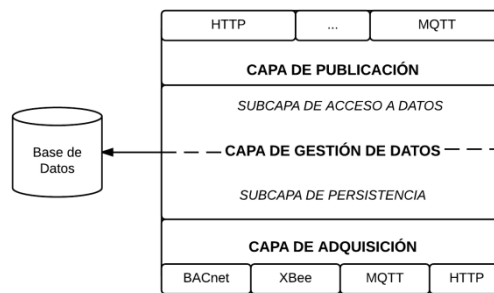 HTTP ... MQTT
CAPA DE PUBLICACIÓN
SUBCAPA DE ACCESO A DATOS
Base de
Datos
CAPA DE GESTIÓN DE DATOS
SUBCAPA DE PERSISTENCIA
CAPA DE ADQUISICIÓN
BACnet XBee MQTT HTTP